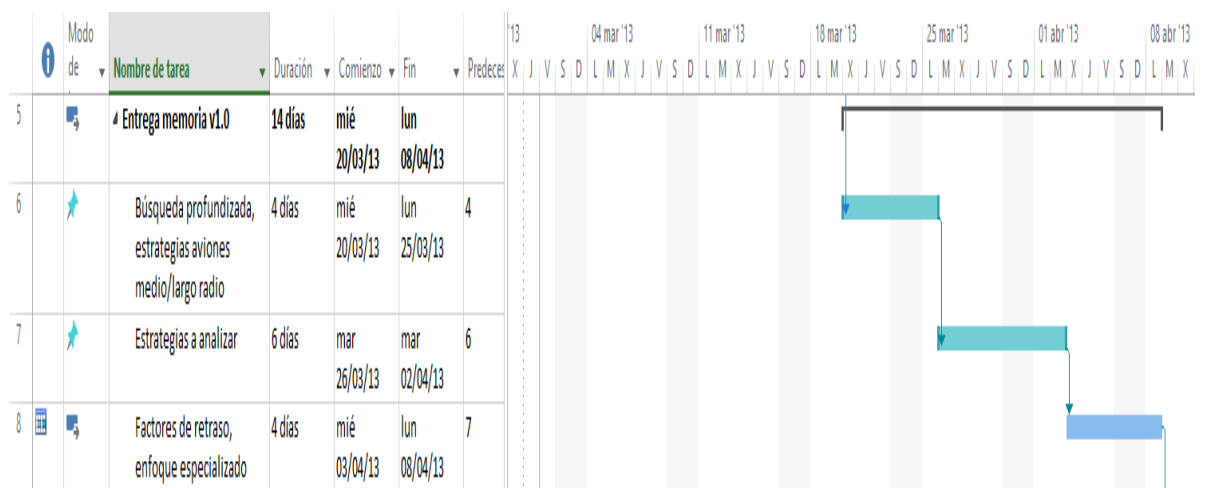 Modo
de
Nombre de tarea
Duración
Comienzo
Fin
Predeces
'13
04 mar '13
11 mar '13
18 mar '13
25 mar '13
01 abr '13
08 abr '13
X J V S D L M X J V S D L M X J V S D L M X J V S D L M X J V S D L M X J V S D L M X
5
Entrega memoria v1.0
14 días
mié
20/03/13
lun
08/04/13
6
Búsqueda profundizada,
estrategias aviones
medio/largo radio
4 días
mié
20/03/13
lun
25/03/13
4
7
Estrategias a analizar
6 días
mar
26/03/13
mar
02/04/13
6
8
Factores de retraso,
enfoque especializado
4 días
mié
03/04/13
lun
08/04/13
7